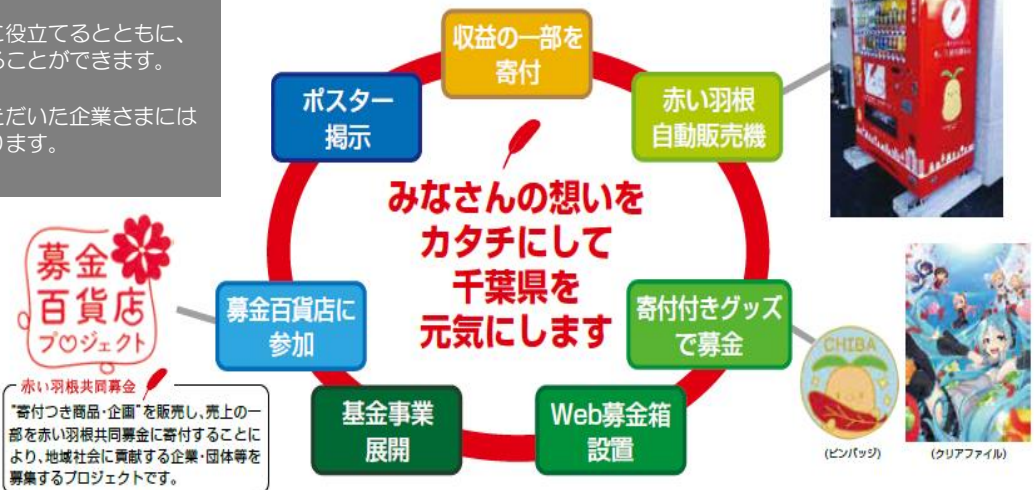 に役立てるとともに、
ることができます。
ただいた企業さまには
ります。
収益の一部を
寄付
ポスター
掲示
赤い羽根
自動販売機
みなさんの想いを
カタチにして
千葉県を
元気にします
募金
百貨店
プロジェクト
募金百貨店に
参加
寄付付きグッズ
で募金
CHIBA
赤い羽根共同募金
"寄付つき商品・企画"を販売し、売上の一
部を赤い羽根共同募金に寄付することに
より、地域社会に貢献する企業・団体等を
募集するプロジェクトです。
基金事業
展開
Web募金箱
設置
(ピンバッジ)
(クリアファイル)